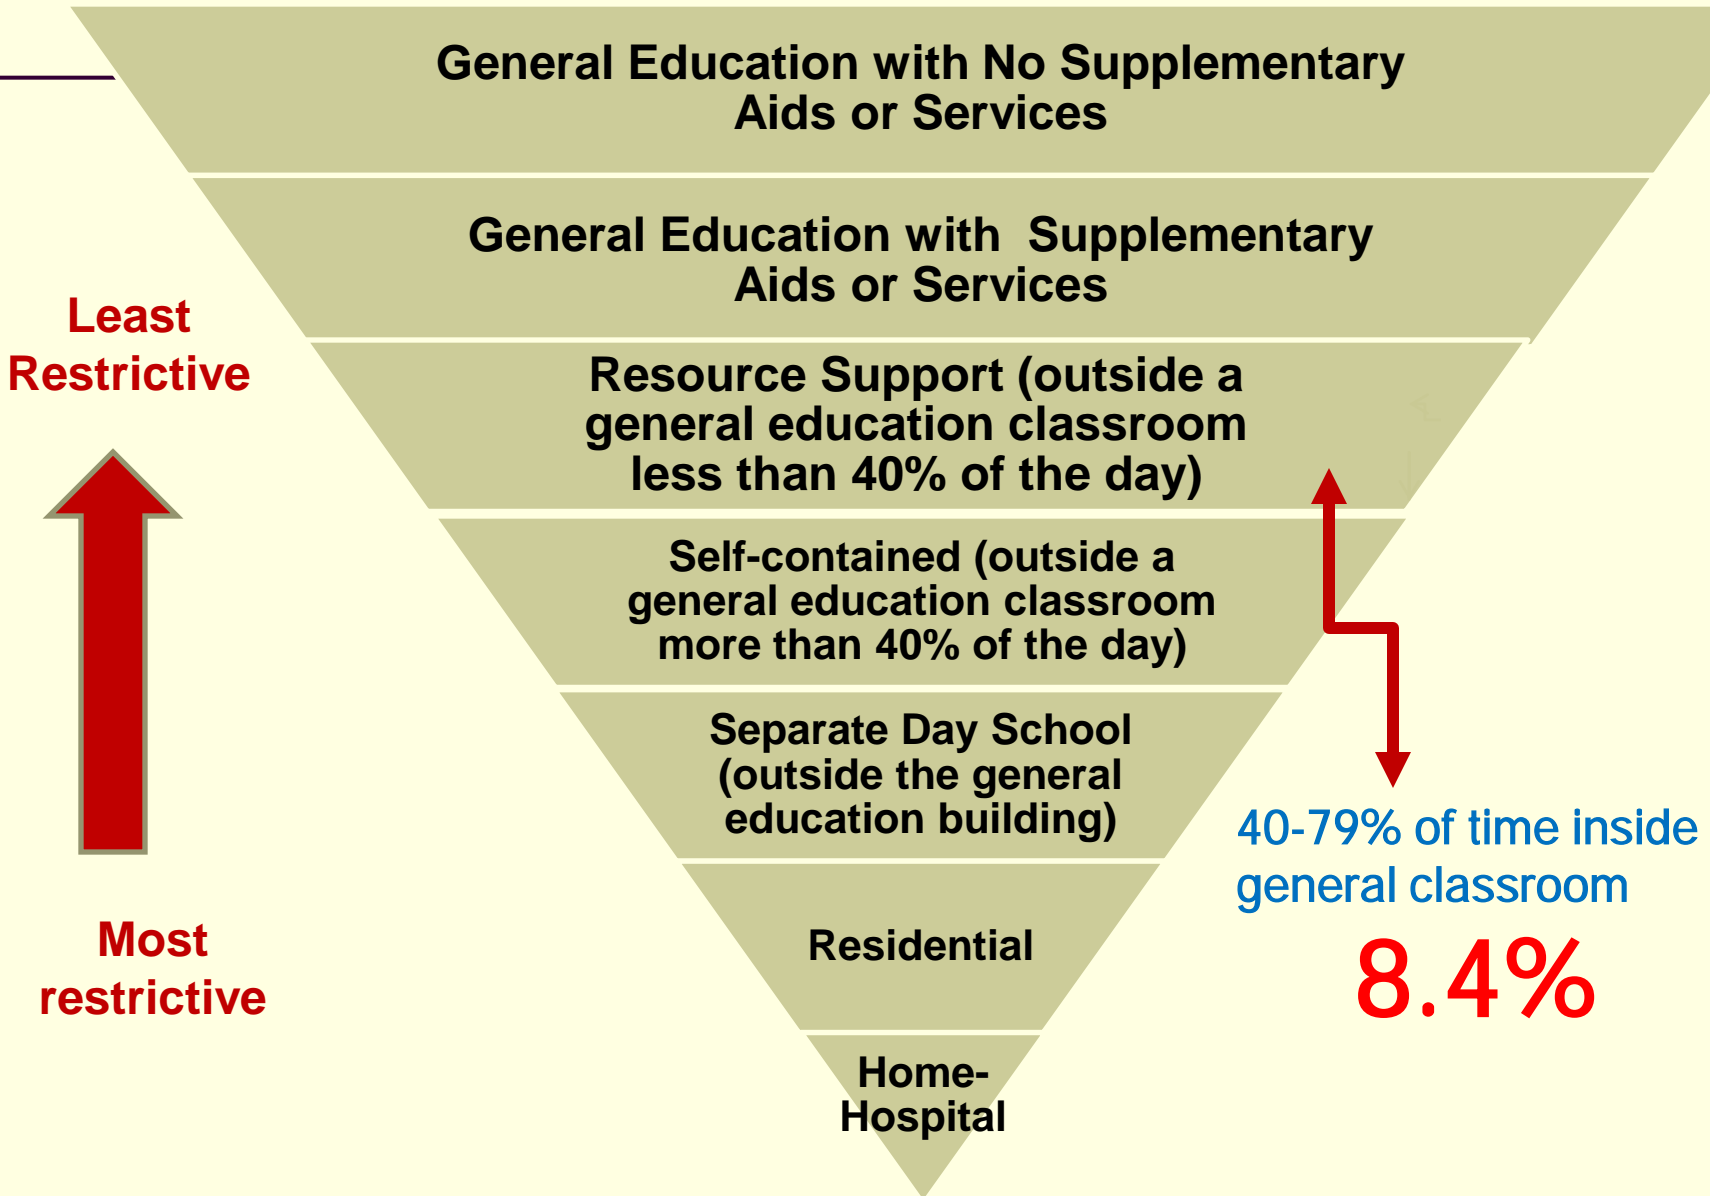 General Education with No Supplementary
Aids or Services
General Education with  Supplementary
Aids or Services
Least
Restrictive
Resource Support (outside a
general education classroom
less than 40% of the day)
Self-contained (outside a
general education classroom
more than 40% of the day)
Separate Day School
(outside the general
education building)
40-79% of time inside
general classroom
8.4%
Most
restrictive
Residential
Home-
Hospital